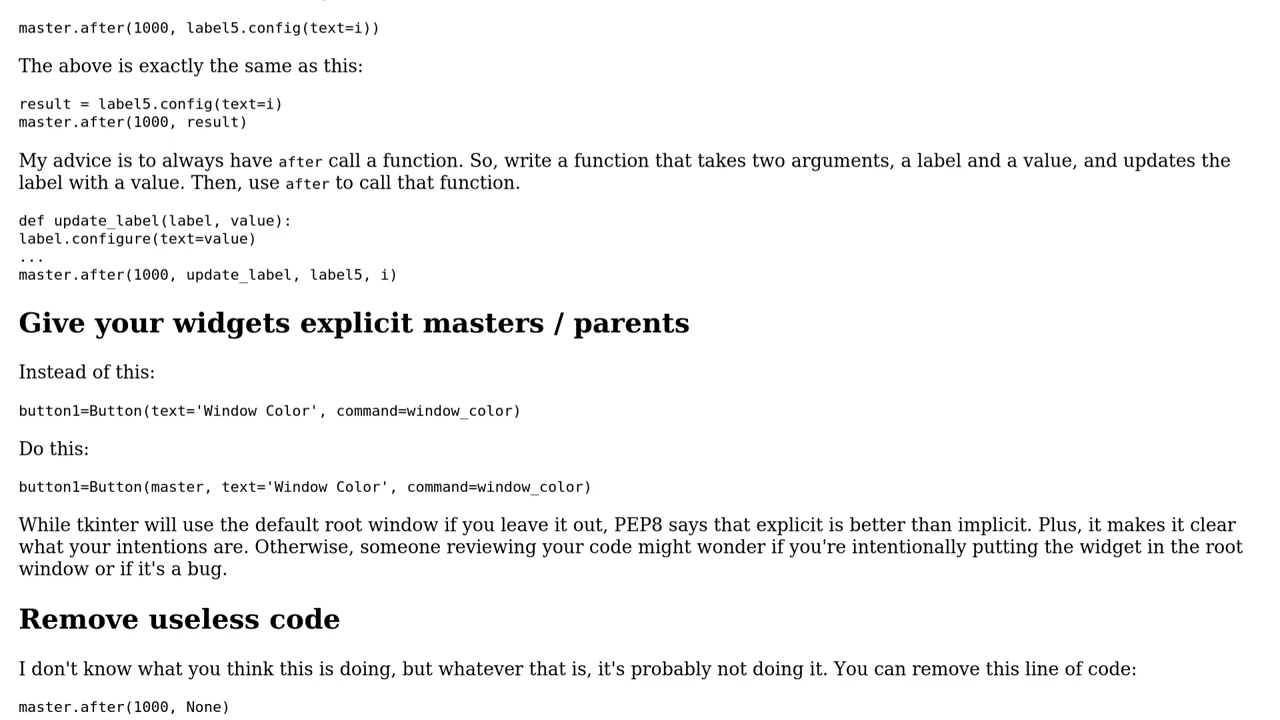 master.after(1000, label5.config(text=i))
The above is exactly the same as this:
result = label5.config(text=i)
master.after(1000, result)
My advice is to always have after call a function. So, write a function that takes two arguments, a label and a value, and updates the
label with a value. Then, use after to call that function.
def update_label(label, value):
label.configure(text=value)
...
master.after(1000, update_label, label5, i)
Give your widgets explicit masters / parents
Instead of this:
button1=Button(text='Window Color', command=window_color)
Do this:
button1=Button(master, text='Window Color', command=window_color)
While tkinter will use the default root window if you leave it out, PEP8 says that explicit is better than implicit. Plus, it makes it clear
what your intentions are. Otherwise, someone reviewing your code might wonder if you're intentionally putting the widget in the root
window or if it's a bug.
Remove useless code
I don't know what you think this is doing, but whatever that is, it's probably not doing it. You can remove this line of code:
master.after(1000, None)